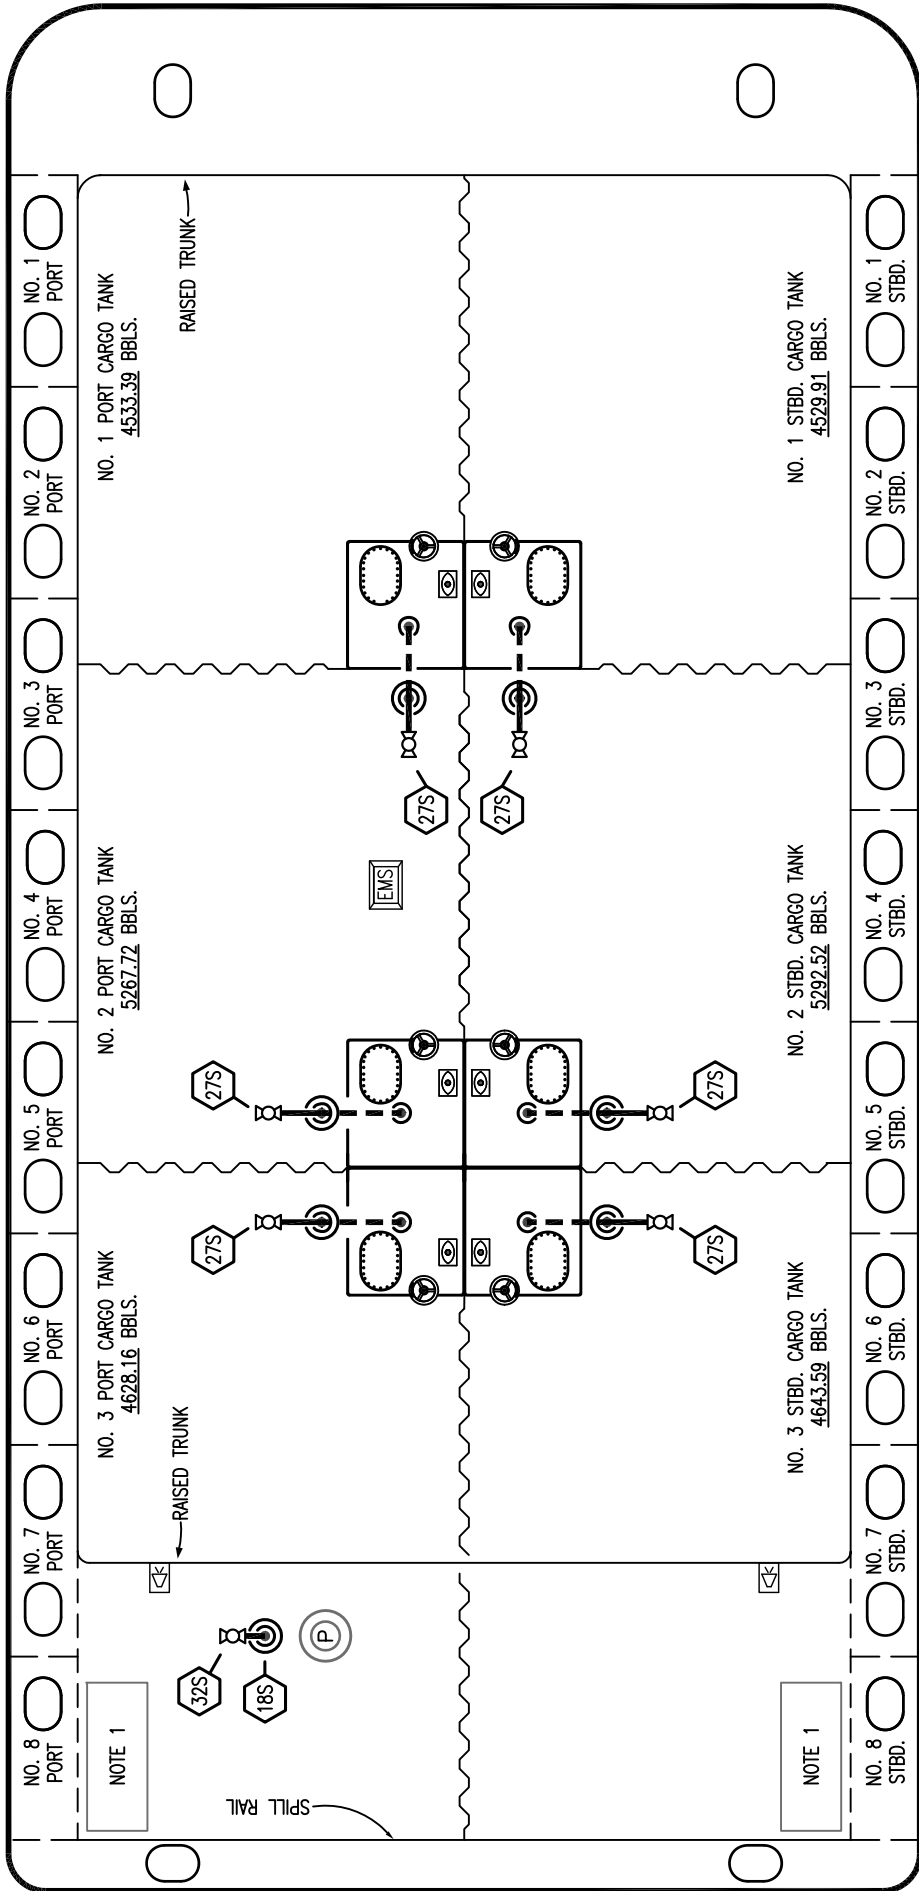 NO. 1
PORT
NO. 2
PORT
NO. 3
PORT
NO. 4
PORT
NO. 5
PORT
NO. 6
PORT
NO. 7
PORT
NO. 8
PORT
RAISED TRUNK
NO. 1 PORT CARGO TANK
4533.39 BBLS.
NO. 1 STBD. CARGO TANK
4529.91 BBLS.
27S
27S
EMS
NO. 2 PORT CARGO TANK
5267.72 BBLS.
NO. 2 STBD. CARGO TANK
5292.52 BBLS.
27S
27S
27S
27S
NO. 3 PORT CARGO TANK
4628.16 BBLS.
NO. 3 STBD. CARGO TANK
4643.59 BBLS.
RAISED TRUNK
32S
18S
P
NOTE 1
NOTE 1
SPILL RAIL
NO. 1
STBD.
NO. 2
STBD.
NO. 3
STBD.
NO. 4
STBD.
NO. 5
STBD.
NO. 6
STBD.
NO. 7
STBD.
NO. 8
STBD.